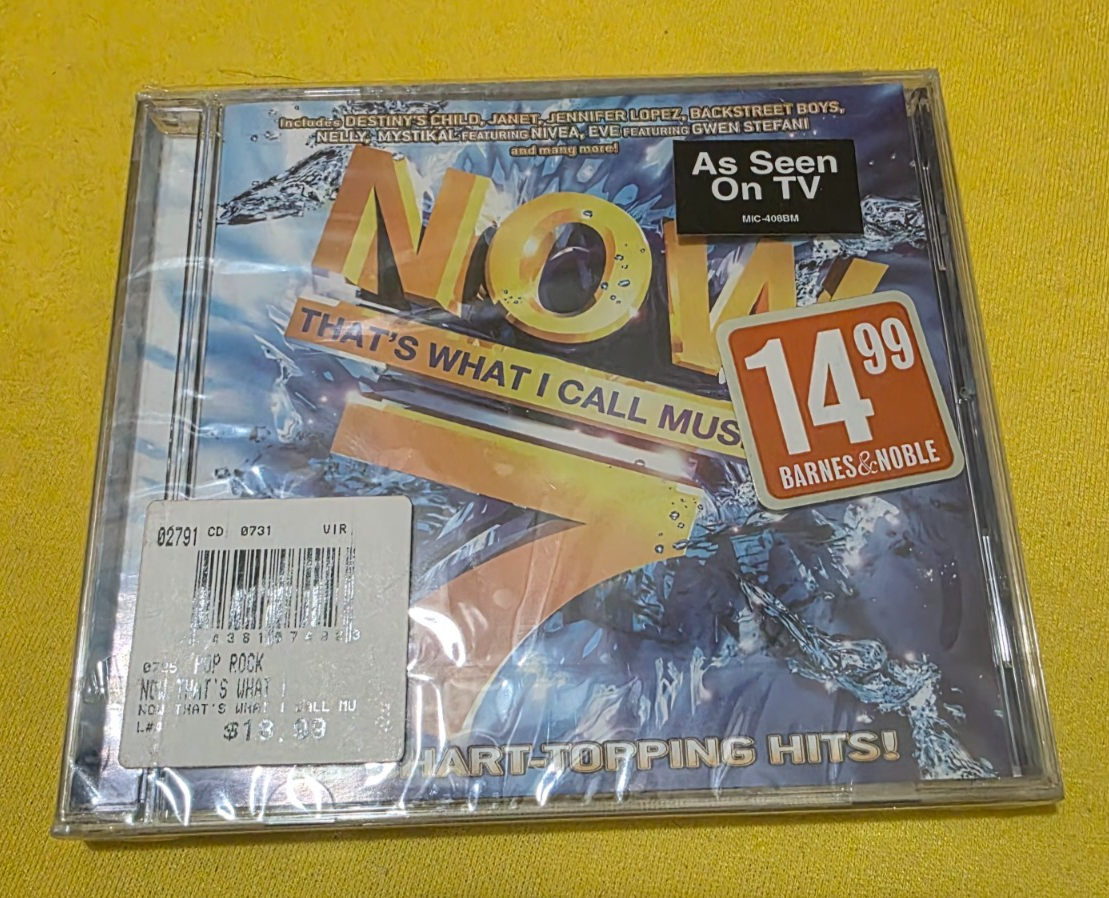 Includes DESTINY'S CHILD, JANET, JENNIFER LOPEZ, BACKSTREET BOYS,
NELLY, MYSTIKAL FEATURING NIVEA, EVE FEATURING GWEN STEFANI
and many more!
As Seen
On TV
MIC-408BM
NOW
THAT'S WHAT I CALL MUS
14 99
BARNES&NOBLE
7
02791 CD 0731 VIR
POP ROCK
NOW THAT'S WHAT I
NOW THAT'S WHAT I CALL MU
L#
$18.99
HART-TOPPING HITS!